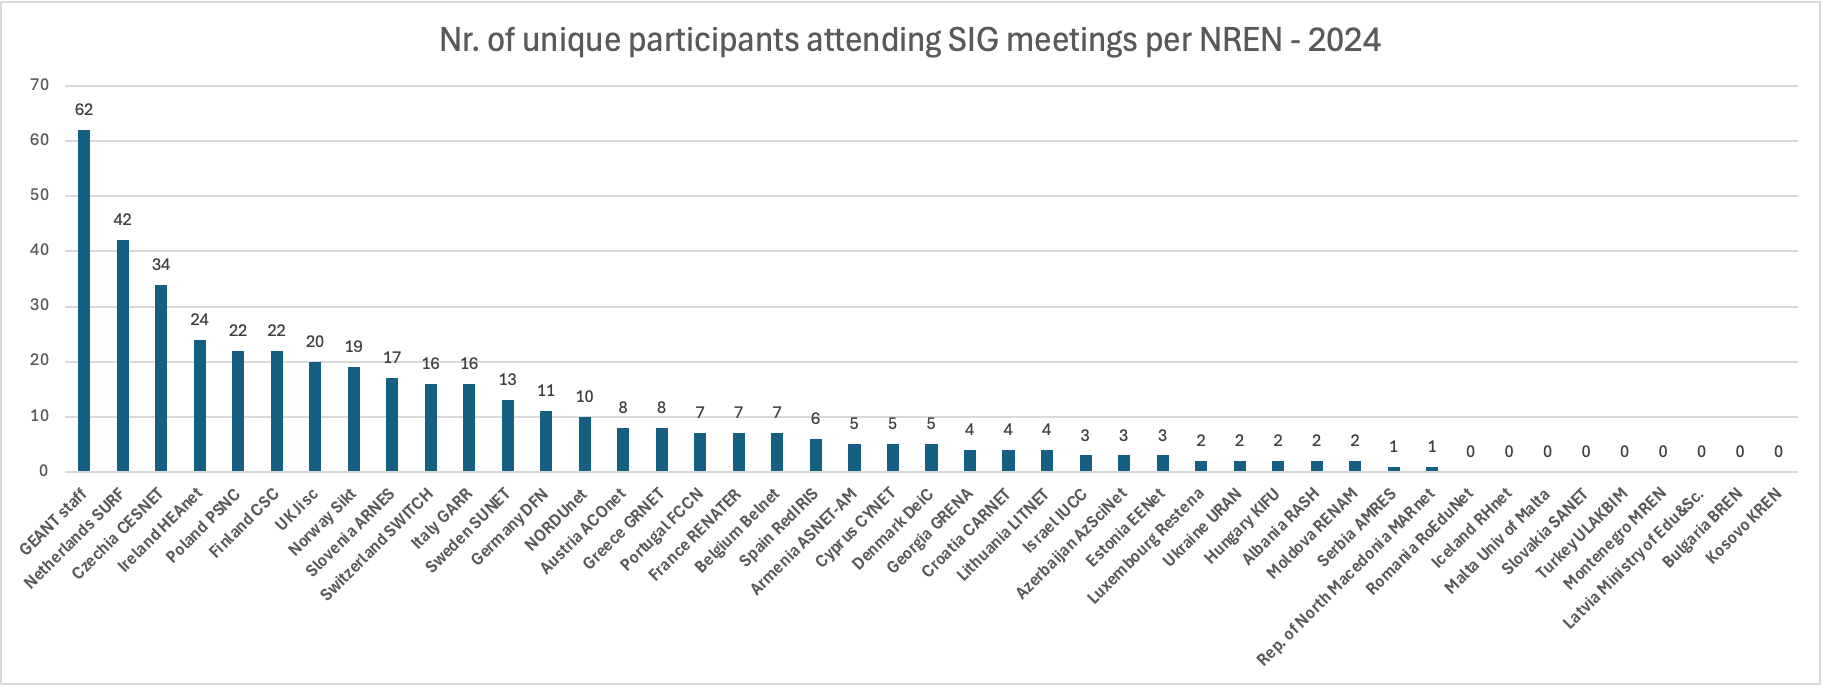 Nr. of unique participants attending SIG meetings per NREN - 2024
70
60
50
40
30
20
10
0
62
42
34
24
22
22
20
19
17
16
16
13
11
10
8
8
7
7
7
6
5
5
5
4
4
4
3
3
3
2
2
2
2
2
1
1
0
0
0
0
0
0
0
0
0
GEANT staff
Netherlands SURF
Czechia CESNET
Ireland HEAnet
Poland PSNC
Finland CSC
UK Jisc
Norway Sikt
Slovenia ARNES
Switzerland SWITCH
Italy GARR
Sweden SUNET
Germany DFN
NORDUnet
Austria ACOnet
Greece GRNET
Portugal FCCN
France RENATER
Belgium Belnet
Spain RedIRIS
Armenia ASNET-AM
Cyprus CYNET
Denmark DeiC
Georgia GRENA
Croatia CARNET
Lithuania LITNET
Israel IUCC
Azerbaijan AzSciNet
Estonia EENet
Luxembourg Restena
Ukraine URAN
Hungary KIFU
Albania RASH
Moldova RENAM
Serbia AMRES
Rep. of North Macedonia MARnet
Romania RoEduNet
Iceland RHnet
Malta Univ of Malta
Slovakia SANET
Turkey ULAKBIM
Montenegro MREN
Latvia Ministry of Edu&Sc.
Bulgaria BREN
Kosovo KREN